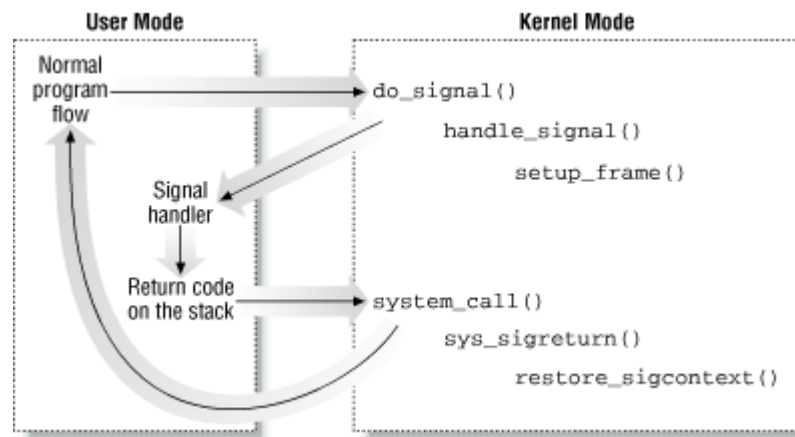 User Mode
Kernel Mode
Normal
program
flow
do_signal()
handle_signal()
setup_frame()
Signal
handler
Return code
on the stack
system_call()
sys_sigreturn()
restore_sigcontext()